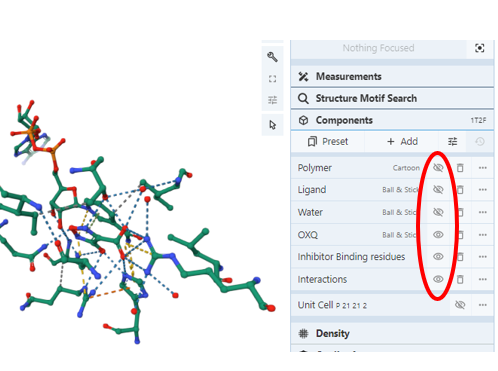 Nothing Focused
Measurements
Structure Motif Search
Components 1T2F
Preset + Add
Polymer Cartoon
Ligand Ball & Stick
Water Ball & Stick
OXQ Ball & Stick
Inhibitor Binding residues
Interactions
Unit Cell P 21 21 2
Density